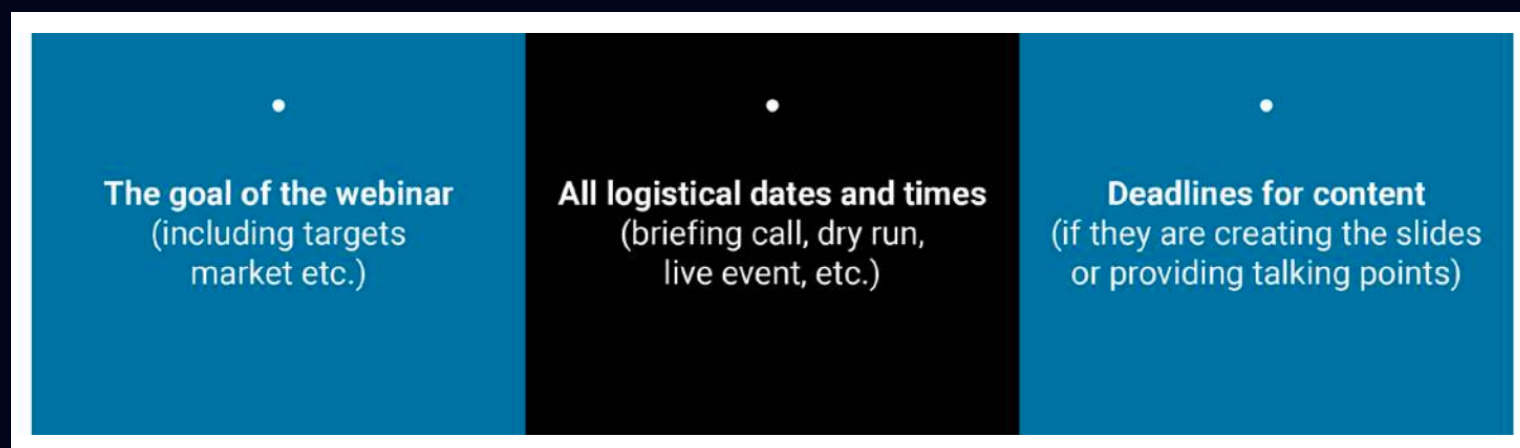 The goal of the webinar
(including targets
market etc.)
All logistical dates and times
(briefing call, dry run,
live event, etc.)
Deadlines for content
(if they are creating the slides
or providing talking points)